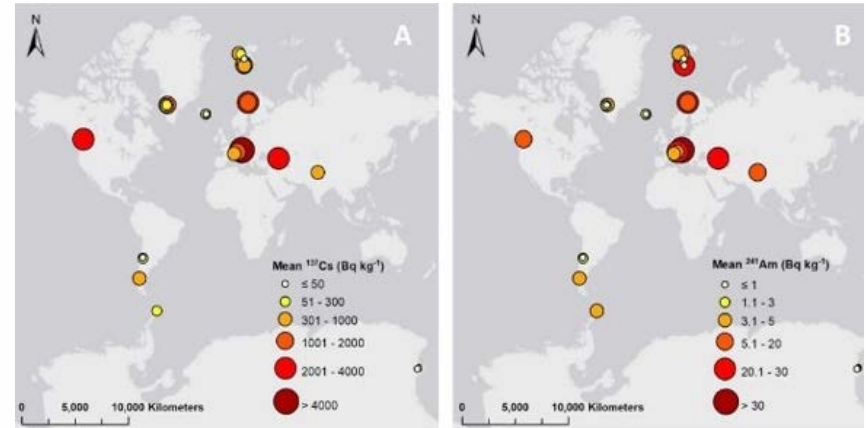 N
A
Mean ¹³⁷Cs (Bq kg⁻¹)
≤ 50
51 - 300
301 - 1000
1001 - 2000
2001 - 4000
> 4000
0 5,000 10,000 Kilometers
N
B
Mean ²⁴¹Am (Bq kg⁻¹)
≤ 1
1.1 - 3
3.1 - 5
5.1 - 20
20.1 - 30
> 30
0 5,000 10,000 Kilometers